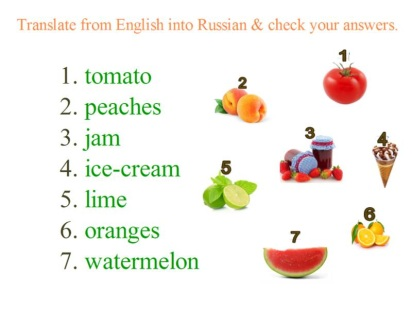 Translate from English into Russian & check your answers.
1. tomato
2. peaches
3. jam
4. ice-cream
5. lime
6. oranges
7. watermelon
1
2
3
4
5
6
7